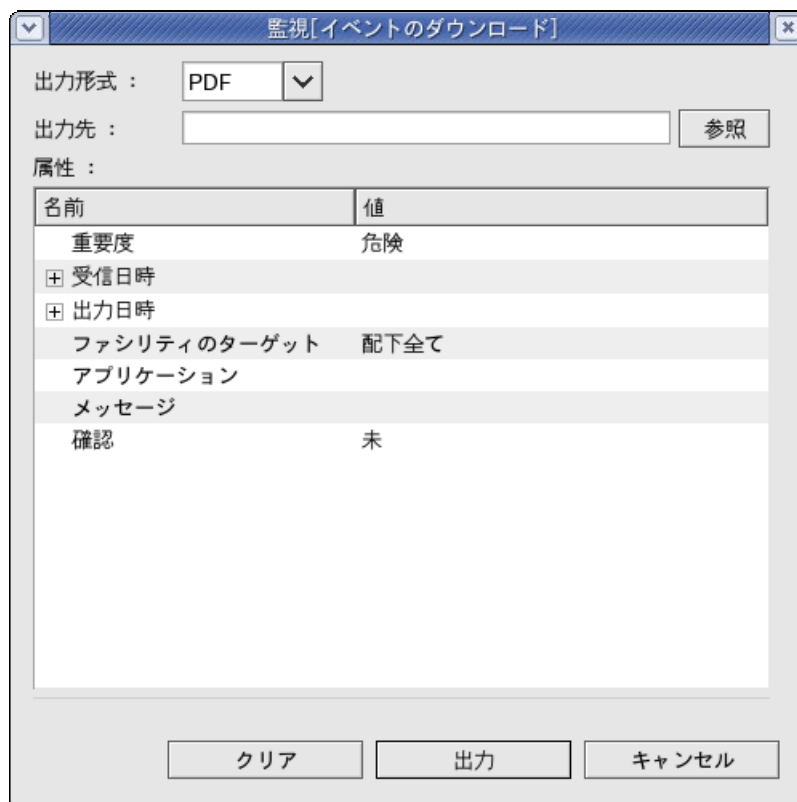 監視[イベントのダウンロード]
出力形式 : PDF
出力先 : 参照
属性 :
名前 値
重要度 危険
受信日時
出力日時
ファシリティのターゲット 配下全て
アプリケーション
メッセージ
確認 未
クリア 出力 キャンセル